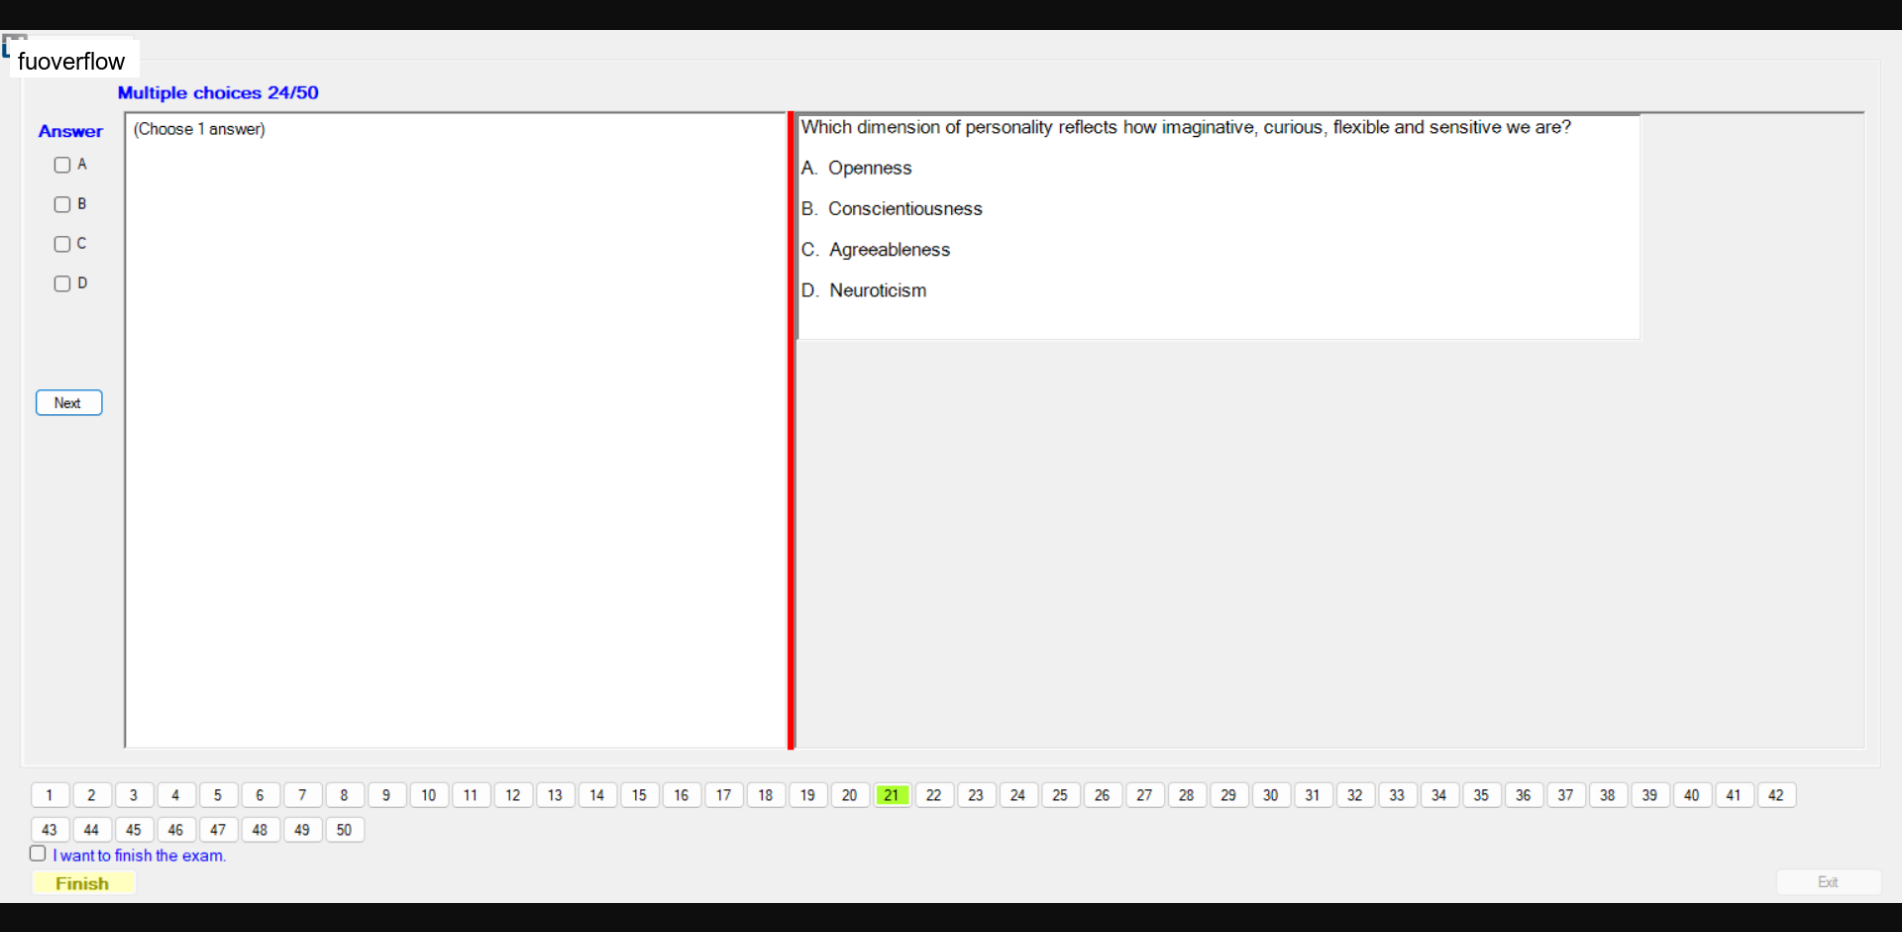 fuoverflow
Multiple choices 24/50
Answer
(Choose 1 answer)
A
B
C
D
Next
Which dimension of personality reflects how imaginative, curious, flexible and sensitive we are?
A. Openness
B. Conscientiousness
C. Agreeableness
D. Neuroticism
1 2 3 4 5 6 7 8 9 10 11 12 13 14 15 16 17 18 19 20 21 22 23 24 25 26 27 28 29 30 31 32 33 34 35 36 37 38 39 40 41 42
43 44 45 46 47 48 49 50
I want to finish the exam.
Finish
Exit